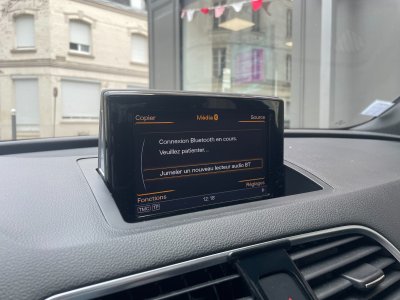 Copier Média Source
Connexion Bluetooth en cours.
Veuillez patienter...
Jumeler un nouveau lecteur audio BT
Fonctions Réglages
TMC TP 12:18